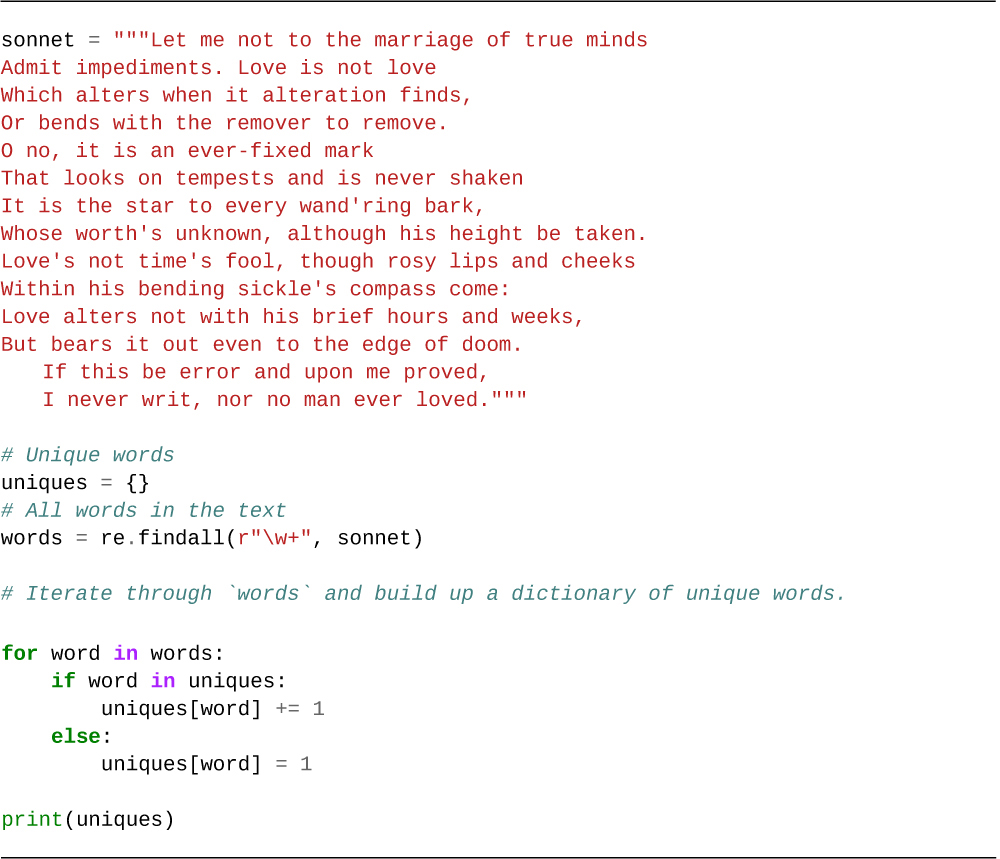 sonnet = """Let me not to the marriage of true minds
Admit impediments. Love is not love
Which alters when it alteration finds,
Or bends with the remover to remove.
O no, it is an ever-fixed mark
That looks on tempests and is never shaken
It is the star to every wand'ring bark,
Whose worth's unknown, although his height be taken.
Love's not time's fool, though rosy lips and cheeks
Within his bending sickle's compass come:
Love alters not with his brief hours and weeks,
But bears it out even to the edge of doom.
   If this be error and upon me proved,
   I never writ, nor no man ever loved."""

# Unique words
uniques = {}
# All words in the text
words = re.findall(r"\w+", sonnet)

# Iterate through `words` and build up a dictionary of unique words.

for word in words:
    if word in uniques:
        uniques[word] += 1
    else:
        uniques[word] = 1

print(uniques)